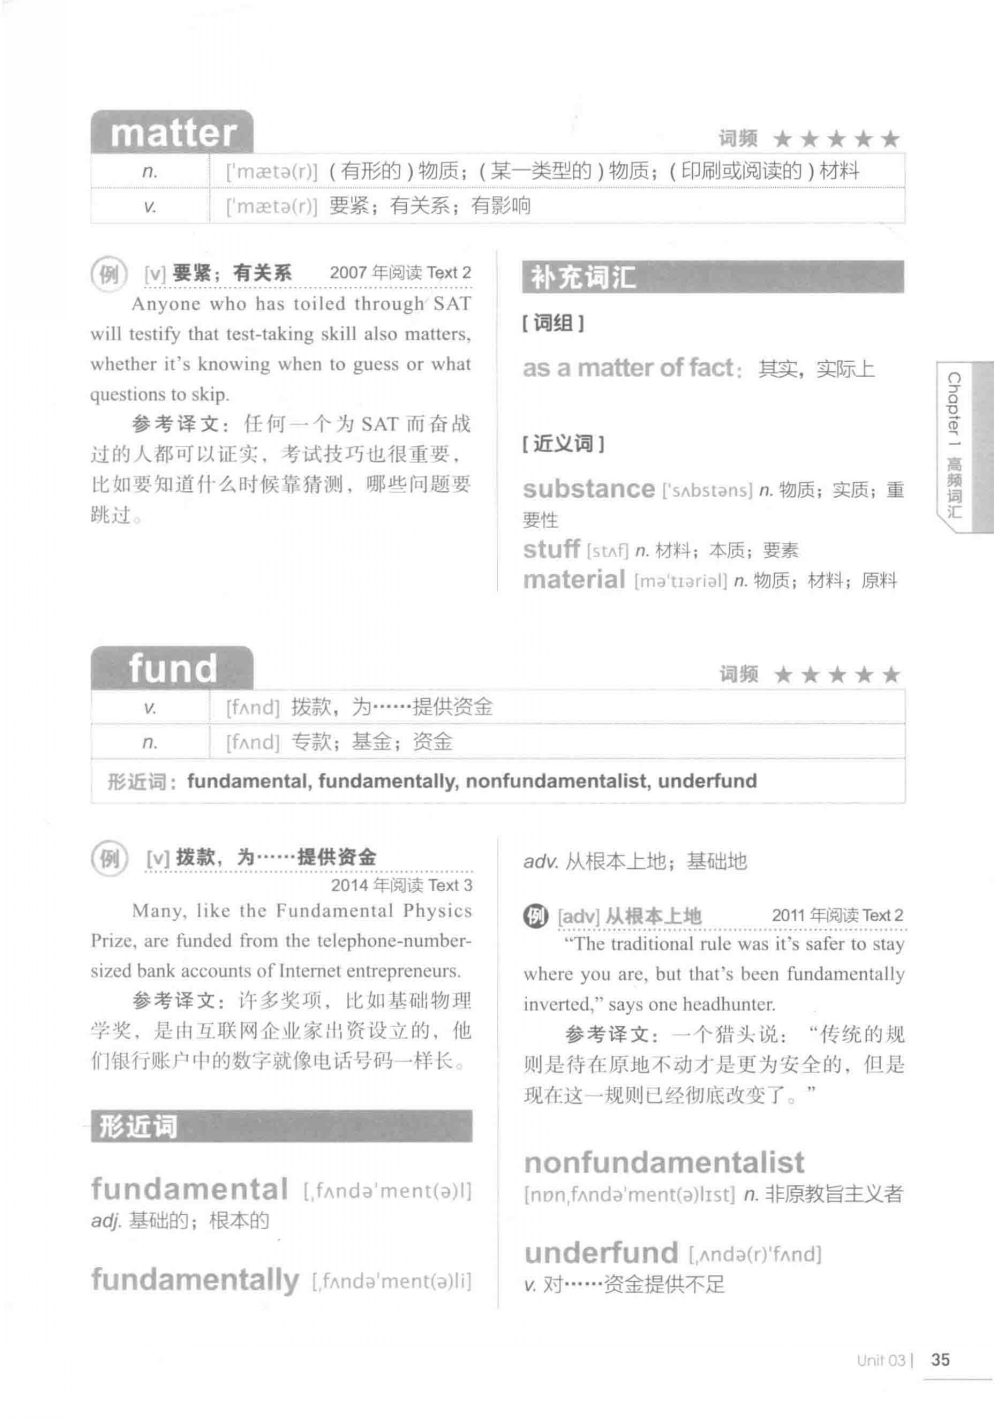 matter
词频 ★★★★★
n. ['mætə(r)] (有形的)物质；(某一类型的)物质；(印刷或阅读的)材料
v. ['mætə(r)] 要紧；有关系；有影响
例 [v] 要紧；有关系 2007 年阅读 Text 2
Anyone who has toiled through SAT
will testify that test-taking skill also matters,
whether it's knowing when to guess or what
questions to skip.
参考译文：任何一个为 SAT 而奋战
过的人都可以证实，考试技巧也很重要，
比如要知道什么时候靠猜测，哪些问题要
跳过。
补充词汇
[词组]
as a matter of fact：其实，实际上
[近义词]
substance ['sʌbstəns] n. 物质；实质；重
要性
stuff [stʌf] n. 材料；本质；要素
material [mə'tɪəriəl] n. 物质；材料；原料
Chapter 1 高频词汇
fund
词频 ★★★★★
v. [fʌnd] 拨款，为……提供资金
n. [fʌnd] 专款；基金；资金
形近词：fundamental, fundamentally, nonfundamentalist, underfund
例 [v] 拨款，为……提供资金
2014 年阅读 Text 3
Many, like the Fundamental Physics
Prize, are funded from the telephone-number-
sized bank accounts of Internet entrepreneurs.
参考译文：许多奖项，比如基础物理
学奖，是由互联网企业家出资设立的，他
们银行账户中的数字就像电话号码一样长。
形近词
fundamental [ˌfʌndə'ment(ə)l]
adj. 基础的；根本的
fundamentally [ˌfʌndə'ment(ə)li]
adv. 从根本上地；基础地
例 [adv] 从根本上地 2011 年阅读 Text 2
“The traditional rule was it's safer to stay
where you are, but that's been fundamentally
inverted,” says one headhunter.
参考译文：一个猎头说：“传统的规
则是待在原地不动才是更为安全的，但是
现在这一规则已经彻底改变了。”
nonfundamentalist
[nɒnˌfʌndə'ment(ə)lɪst] n. 非原教旨主义者
underfund [ˌʌndə(r)'fʌnd]
v. 对……资金提供不足
Unit 03 | 35